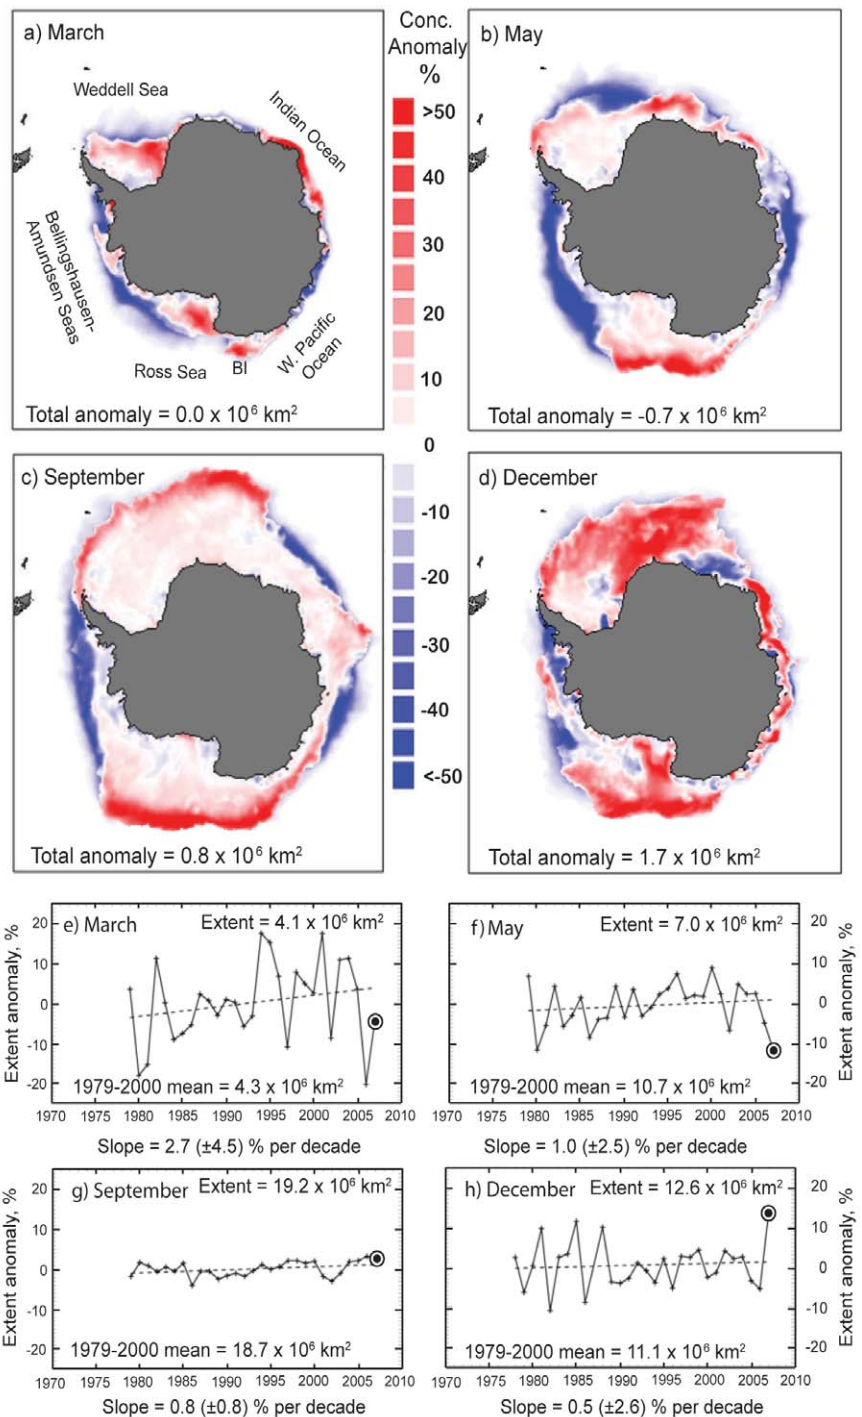 a) March
Weddell Sea
Indian Ocean
Bellingshausen-
Amundsen Seas
Ross Sea
BI
W. Pacific
Ocean
Total anomaly = 0.0 x 10⁶ km²
Conc.
Anomaly
%
>50
40
30
20
10
0
-10
-20
-30
-40
<-50
b) May
Total anomaly = -0.7 x 10⁶ km²
c) September
Total anomaly = 0.8 x 10⁶ km²
d) December
Total anomaly = 1.7 x 10⁶ km²
e) March
Extent = 4.1 x 10⁶ km²
Extent anomaly, %
20
10
0
-10
-20
1979-2000 mean = 4.3 x 10⁶ km²
1970 1975 1980 1985 1990 1995 2000 2005 2010
Slope = 2.7 (±4.5) % per decade
f) May
Extent = 7.0 x 10⁶ km²
Extent anomaly, %
20
10
0
-10
-20
1979-2000 mean = 10.7 x 10⁶ km²
1970 1975 1980 1985 1990 1995 2000 2005 2010
Slope = 1.0 (±2.5) % per decade
g) September
Extent = 19.2 x 10⁶ km²
Extent anomaly, %
20
10
0
-10
-20
1979-2000 mean = 18.7 x 10⁶ km²
1970 1975 1980 1985 1990 1995 2000 2005 2010
Slope = 0.8 (±0.8) % per decade
h) December
Extent = 12.6 x 10⁶ km²
Extent anomaly, %
20
10
0
-10
-20
1979-2000 mean = 11.1 x 10⁶ km²
1970 1975 1980 1985 1990 1995 2000 2005 2010
Slope = 0.5 (±2.6) % per decade